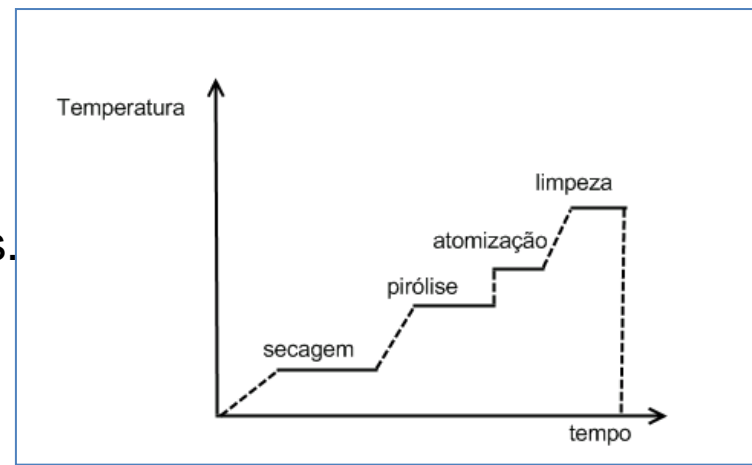 Temperatura
limpeza
atomização
pirólise
secagem
tempo
s.